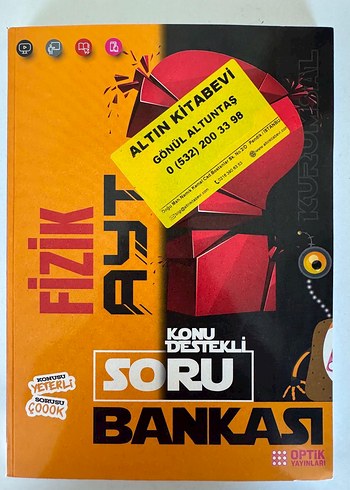 KURUMSAL
ALTIN KİTABEVİ
GÖNÜL ALTUNTAŞ
0 (532) 200 33 98
FİZİK
AYT
KONU
DESTEKLİ
SORU
BANKASI
KONUSU
YETERLİ
SORUSU
ÇOOOK
OPTİK
YAYINLARI